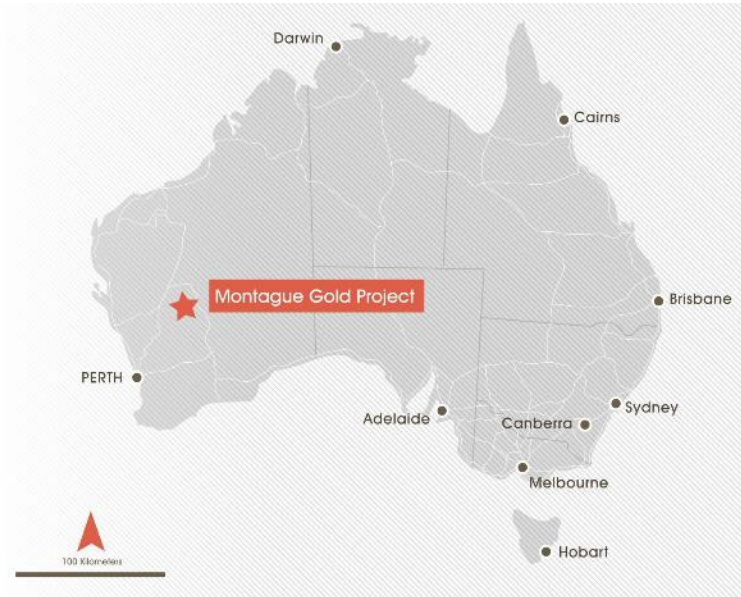 Darwin
Cairns
Montague Gold Project
Brisbane
PERTH
Adelaide
Sydney
Canberra
Melbourne
Hobart
100 Kilometers